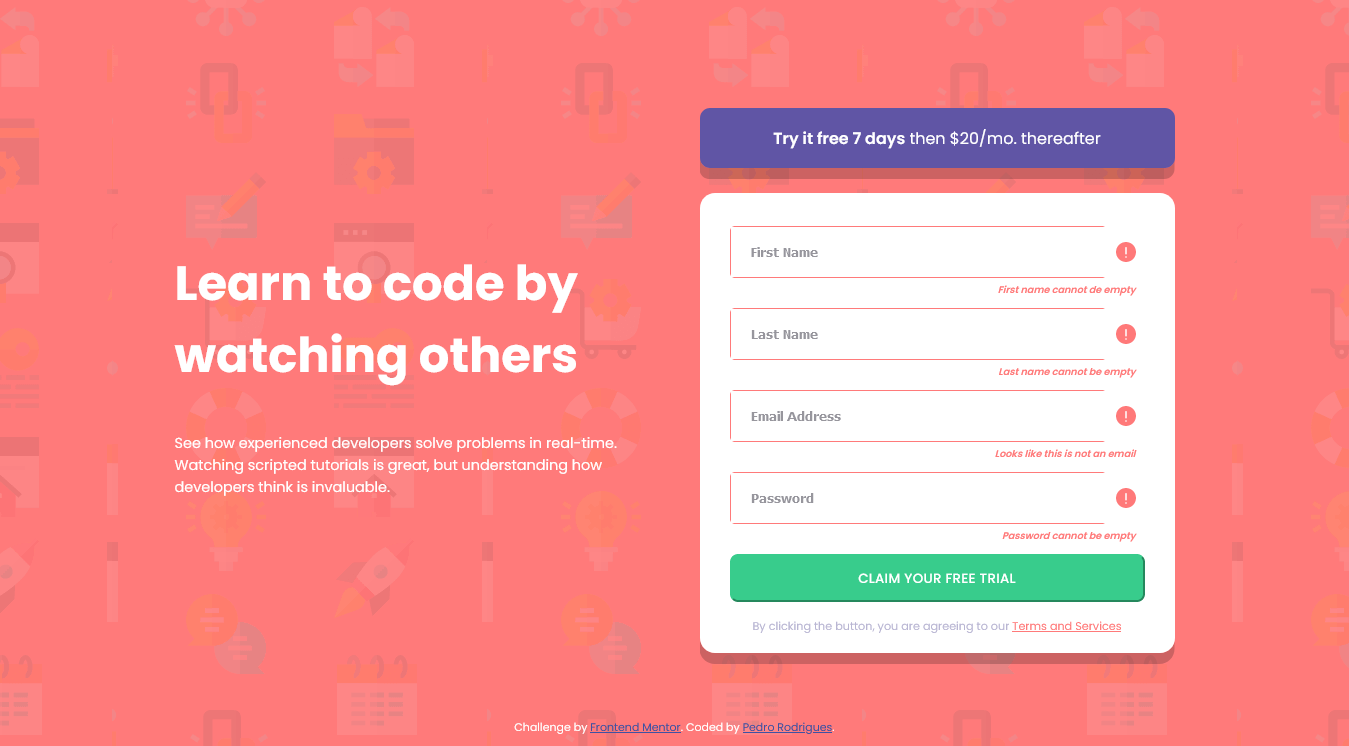 Try it free 7 days then $20/mo. thereafter
Learn to code by
watching others
See how experienced developers solve problems in real-time.
Watching scripted tutorials is great, but understanding how
developers think is invaluable.
First Name
First name cannot de empty
Last Name
Last name cannot be empty
Email Address
Looks like this is not an email
Password
Password cannot be empty
CLAIM YOUR FREE TRIAL
By clicking the button, you are agreeing to our Terms and Services
Challenge by Frontend Mentor. Coded by Pedro Rodrigues.